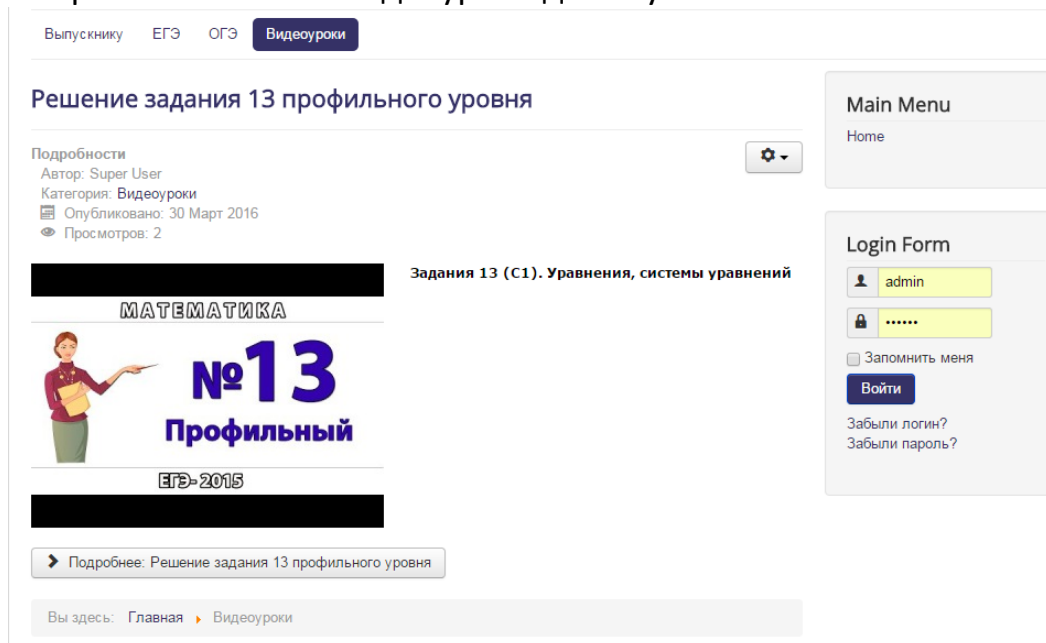 Выпускнику ЕГЭ ОГЭ Видеоуроки
Решение задания 13 профильного уровня
Подробности
Автор: Super User
Категория: Видеоуроки
Опубликовано: 30 Март 2016
Просмотров: 2
Задания 13 (С1). Уравнения, системы уравнений
МАТЕМАТИКА
№13
Профильный
ЕГЭ-2015
Подробнее: Решение задания 13 профильного уровня
Вы здесь: Главная Видеоуроки
Main Menu
Home
Login Form
admin
••••••
Запомнить меня
Войти
Забыли логин?
Забыли пароль?